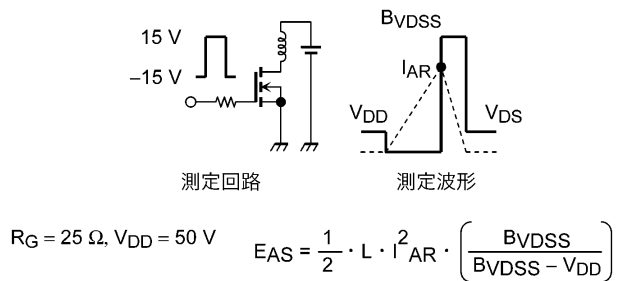 15 V
−15 V
測定回路
BVDSS
IAR
VDD
VDS
測定波形
RG = 25 Ω, VDD = 50 V
EAS = 1/2 · L · I²AR · (BVDSS / (BVDSS − VDD))